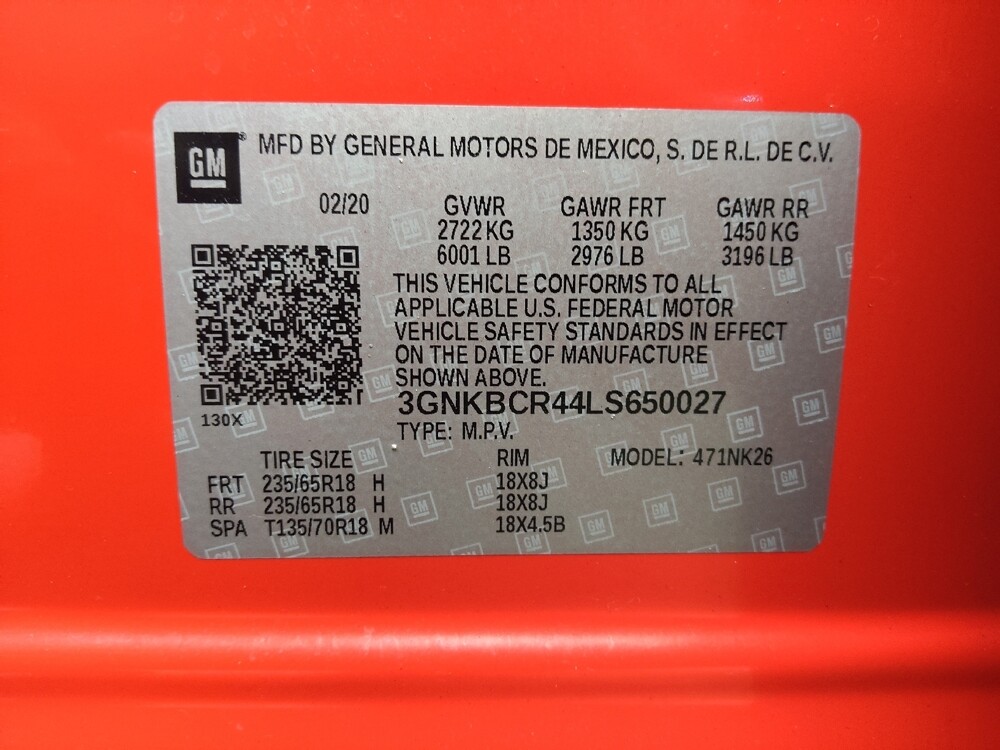 GM® MFD BY GENERAL MOTORS DE MEXICO, S. DE R.L. DE C.V.
02/20 GVWR GAWR FRT GAWR RR
2722 KG 1350 KG 1450 KG
6001 LB 2976 LB 3196 LB
THIS VEHICLE CONFORMS TO ALL
APPLICABLE U.S. FEDERAL MOTOR
VEHICLE SAFETY STANDARDS IN EFFECT
ON THE DATE OF MANUFACTURE
SHOWN ABOVE.
3GNKBCR44LS650027
130X
TYPE: M.P.V.
TIRE SIZE RIM MODEL: 471NK26
FRT 235/65R18 H 18X8J
RR 235/65R18 H 18X8J
SPA T135/70R18 M 18X4.5B